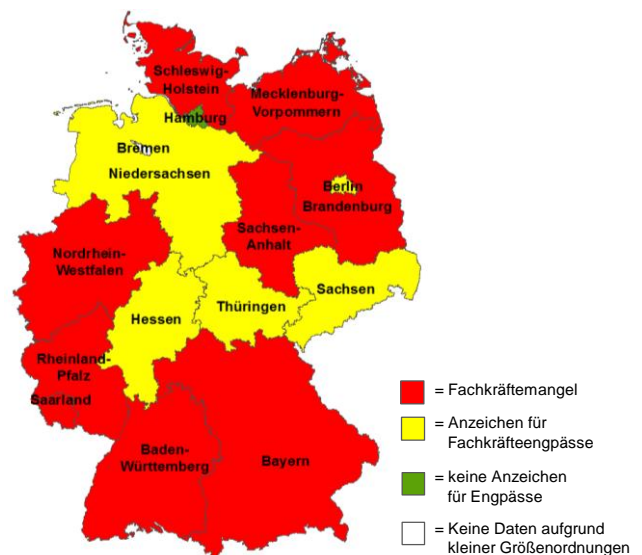 Schleswig-
Holstein
Mecklenburg-
Vorpommern
Hamburg
Bremen
Niedersachsen
Berlin
Brandenburg
Sachsen-
Anhalt
Nordrhein-
Westfalen
Sachsen
Thüringen
Hessen
Rheinland-
Pfalz
Saarland
Baden-
Württemberg
Bayern
= Fachkräftemangel
= Anzeichen für
Fachkräfteengpässe
= keine Anzeichen
für Engpässe
= Keine Daten aufgrund
kleiner Größenordnungen